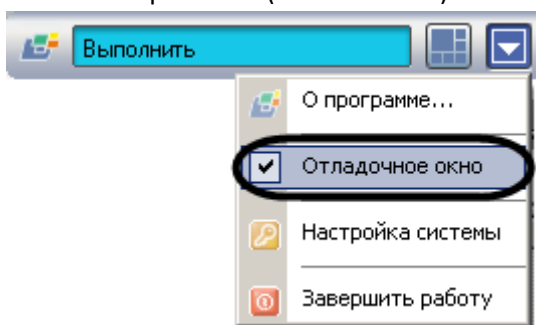 Выполнить
О программе...
Отладочное окно
Настройка системы
Завершить работу